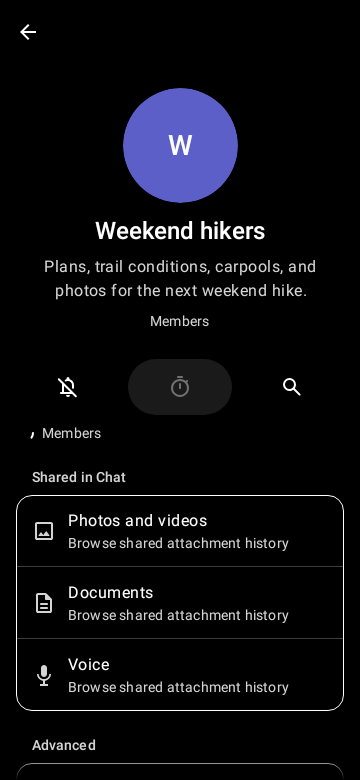 W
Weekend hikers
Plans, trail conditions, carpools, and
photos for the next weekend hike.
Members
Members
Shared in Chat
Photos and videos
Browse shared attachment history
Documents
Browse shared attachment history
Voice
Browse shared attachment history
Advanced